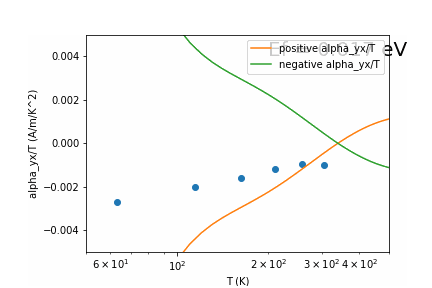 eV
positive alpha_yx/T
negative alpha_yx/T
0.004
0.002
0.000
−0.002
−0.004
alpha_yx/T (A/m/K^2)
6 × 10¹
10²
2 × 10²
3 × 10²
4 × 10²
T (K)